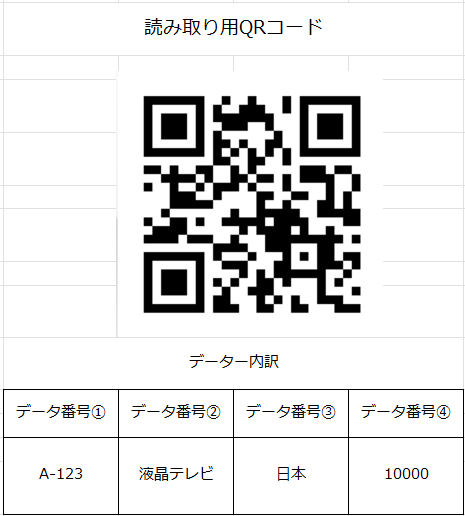 読み取り用QRコード
データー内訳
データ番号① データ番号② データ番号③ データ番号④
A-123 液晶テレビ 日本 10000